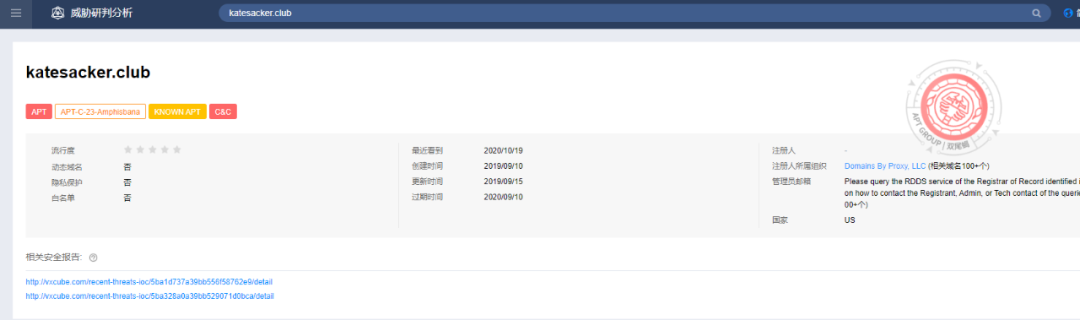 威胁研判分析
katesacker.club
katesacker.club
APT
APT-C-23-Amphisbana
KNOWN APT
C&C
流行度
动态域名 否
隐私保护 否
白名单 否
最近看到 2020/10/19
创建时间 2019/09/10
更新时间 2019/09/15
过期时间 2020/09/10
注册人 -
注册人所属组织 Domains By Proxy, LLC (相关域名100+个)
管理员邮箱 Please query the RDDS service of the Registrar of Record identified i
on how to contact the Registrant, Admin, or Tech contact of the querie
00+个)
国家 US
APT GROUP | 双尾蝎
相关安全报告:
http://vxcube.com/recent-threats-ioc/5ba1d737a39bb556f58762e9/detail
http://vxcube.com/recent-threats-ioc/5ba328a0a39bb529071d0bca/detail